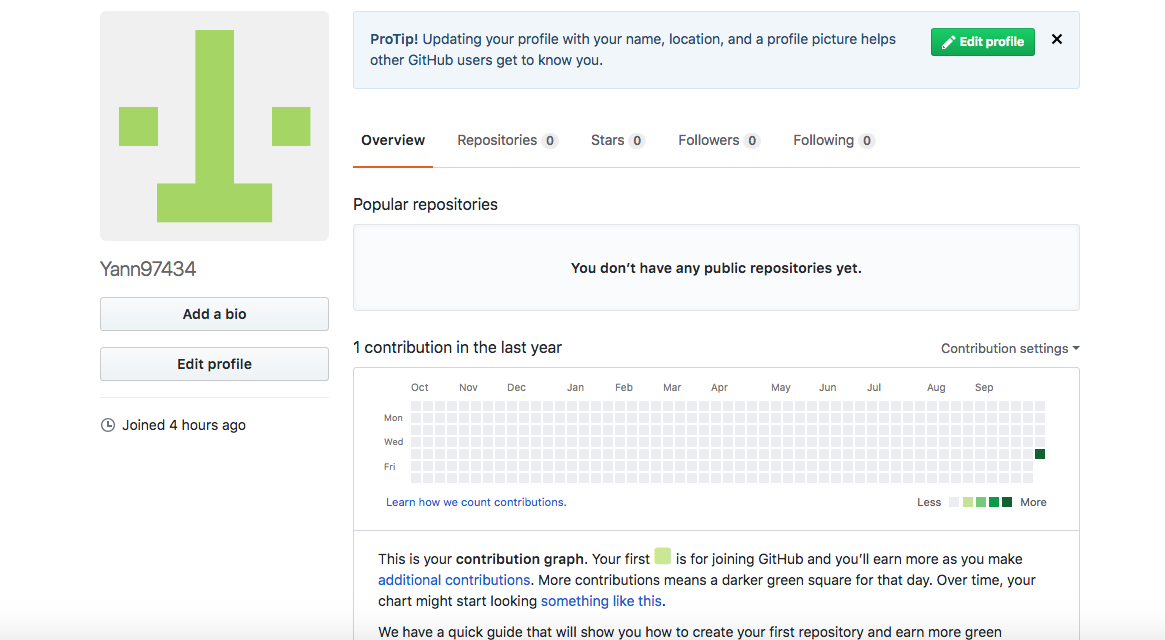 ProTip! Updating your profile with your name, location, and a profile picture helps
other GitHub users get to know you.
Edit profile
Overview
Repositories 0
Stars 0
Followers 0
Following 0
Popular repositories
You don’t have any public repositories yet.
Yann97434
Add a bio
Edit profile
Joined 4 hours ago
1 contribution in the last year
Contribution settings
Oct Nov Dec Jan Feb Mar Apr May Jun Jul Aug Sep
Mon
Wed
Fri
Learn how we count contributions.
Less More
This is your contribution graph. Your first is for joining GitHub and you’ll earn more as you make
additional contributions. More contributions means a darker green square for that day. Over time, your
chart might start looking something like this.
We have a quick guide that will show you how to create your first repository and earn more green